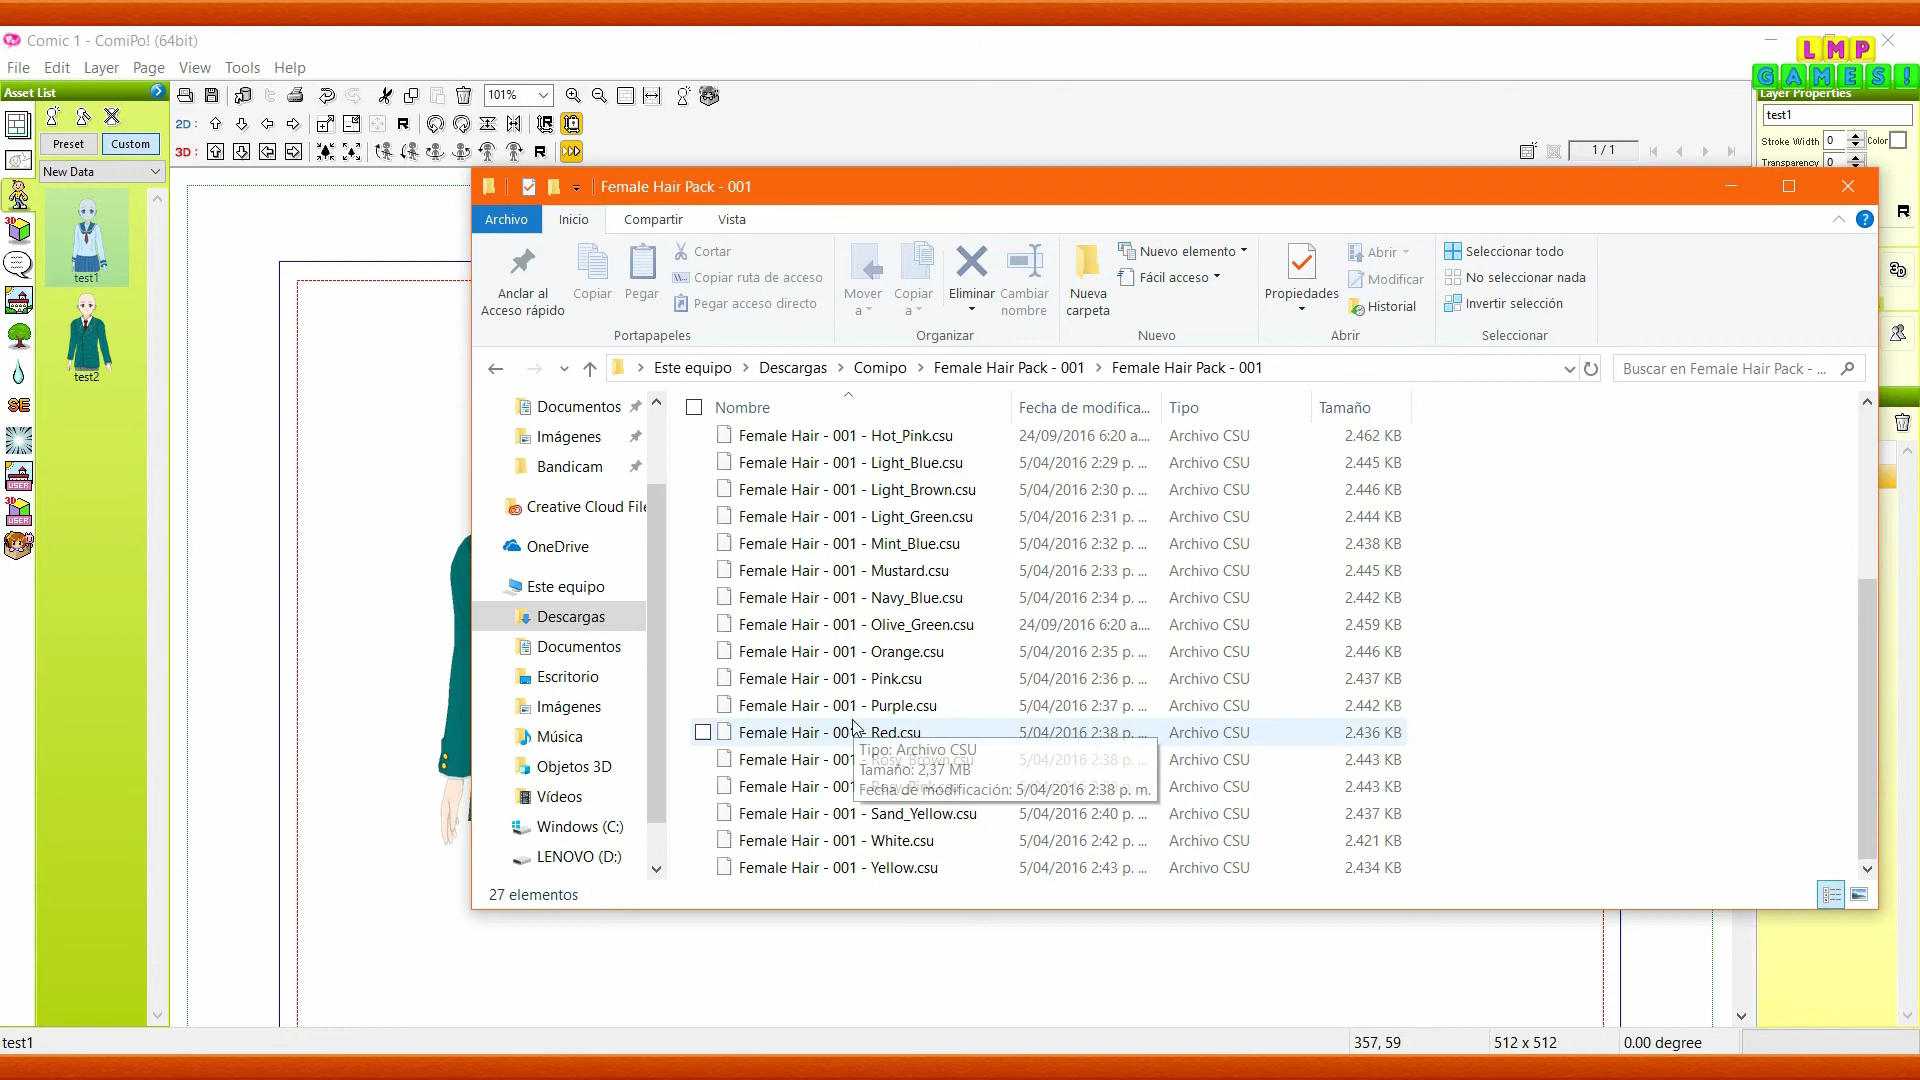 Comic 1 - ComiPo! (64bit)
LMP
GAMES!
File Edit Layer Page View Tools Help
Asset List
101%
2D:
3D:
Preset Custom
New Data
test1
test2
1 / 1
Layer Properties
test1
Stroke Width 0 Color
Transparency 0
Female Hair Pack - 001
Archivo Inicio Compartir Vista
Anclar al
Acceso rápido
Copiar
Pegar
Cortar
Copiar ruta de acceso
Pegar acceso directo
Portapapeles
Mover
a
Copiar
a
Eliminar
Cambiar
nombre
Organizar
Nueva
carpeta
Nuevo elemento
Fácil acceso
Nuevo
Propiedades
Abrir
Modificar
Historial
Abrir
Seleccionar todo
No seleccionar nada
Invertir selección
Seleccionar
Este equipo > Descargas > Comipo > Female Hair Pack - 001 > Female Hair Pack - 001
Buscar en Female Hair Pack - ...
Documentos
Imágenes
Bandicam
Creative Cloud File
OneDrive
Este equipo
Descargas
Documentos
Escritorio
Imágenes
Música
Objetos 3D
Vídeos
Windows (C:)
LENOVO (D:)
Nombre Fecha de modifica... Tipo Tamaño
Female Hair - 001 - Hot_Pink.csu 24/09/2016 6:20 a.... Archivo CSU 2.462 KB
Female Hair - 001 - Light_Blue.csu 5/04/2016 2:29 p. ... Archivo CSU 2.445 KB
Female Hair - 001 - Light_Brown.csu 5/04/2016 2:30 p. ... Archivo CSU 2.446 KB
Female Hair - 001 - Light_Green.csu 5/04/2016 2:31 p. ... Archivo CSU 2.444 KB
Female Hair - 001 - Mint_Blue.csu 5/04/2016 2:32 p. ... Archivo CSU 2.438 KB
Female Hair - 001 - Mustard.csu 5/04/2016 2:33 p. ... Archivo CSU 2.445 KB
Female Hair - 001 - Navy_Blue.csu 5/04/2016 2:34 p. ... Archivo CSU 2.442 KB
Female Hair - 001 - Olive_Green.csu 24/09/2016 6:20 a.... Archivo CSU 2.459 KB
Female Hair - 001 - Orange.csu 5/04/2016 2:35 p. ... Archivo CSU 2.446 KB
Female Hair - 001 - Pink.csu 5/04/2016 2:36 p. ... Archivo CSU 2.437 KB
Female Hair - 001 - Purple.csu 5/04/2016 2:37 p. ... Archivo CSU 2.442 KB
Female Hair - 001 - Red.csu 5/04/2016 2:38 p. ... Archivo CSU 2.436 KB
Female Hair - 001 - Rosy_Brown.csu 5/04/2016 2:38 p. ... Archivo CSU 2.443 KB
Female Hair - 001 - Rosy_Pink.csu Archivo CSU 2.443 KB
Female Hair - 001 - Sand_Yellow.csu 5/04/2016 2:40 p. ... Archivo CSU 2.437 KB
Female Hair - 001 - White.csu 5/04/2016 2:42 p. ... Archivo CSU 2.421 KB
Female Hair - 001 - Yellow.csu 5/04/2016 2:43 p. ... Archivo CSU 2.434 KB
Tipo: Archivo CSU
Tamaño: 2,37 MB
Fecha de modificación: 5/04/2016 2:38 p. m.
27 elementos
test1
357, 59
512 x 512
0.00 degree